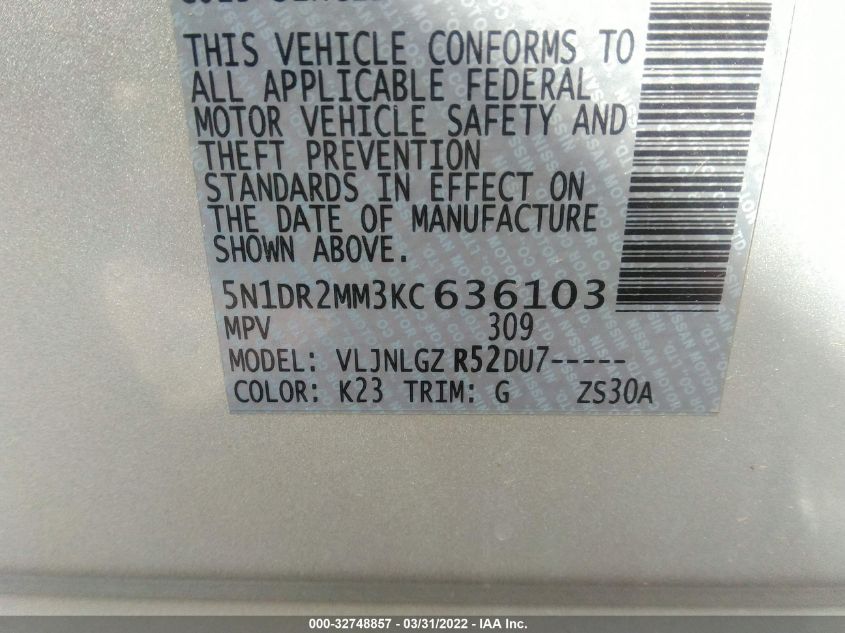 THIS VEHICLE CONFORMS TO
ALL APPLICABLE FEDERAL
MOTOR VEHICLE SAFETY AND
THEFT PREVENTION
STANDARDS IN EFFECT ON
THE DATE OF MANUFACTURE
SHOWN ABOVE.
5N1DR2MM3KC636103
MPV 309
MODEL: VLJNLGZ R52DU7-----
COLOR: K23 TRIM: G ZS30A
000-32748857 - 03/31/2022 - IAA Inc.